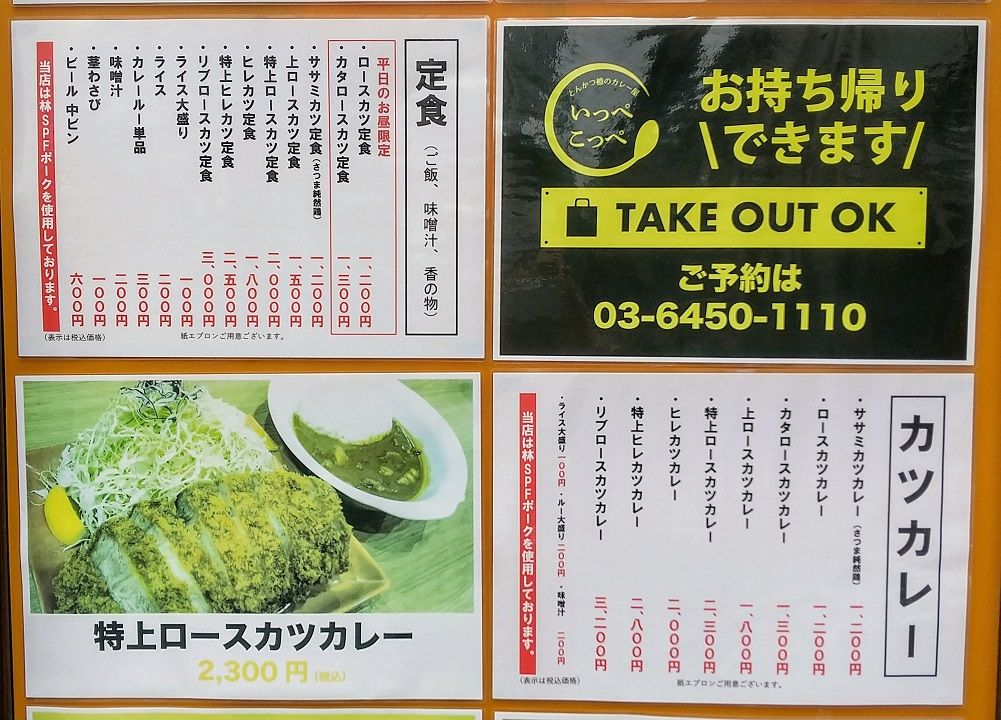 定食
（ご飯、味噌汁、香の物）
平日のお昼限定
・ロースカツ定食 一、二〇〇円
・カタロースカツ定食 一、三〇〇円
・ササミカツ定食（さつま純然鶏） 一、二〇〇円
・上ロースカツ定食 一、五〇〇円
・特上ロースカツ定食 二、〇〇〇円
・ヒレカツ定食 一、八〇〇円
・特上ヒレカツ定食 二、五〇〇円
・リブロースカツ定食 三、〇〇〇円
・ライス大盛り 一〇〇円
・ライス 二〇〇円
・カレールー単品 三〇〇円
・味噌汁 二〇〇円
・茎わさび 一〇〇円
・ビール 中ビン 六〇〇円
当店は林SPFポークを使用しております。
（表示は税込価格）
紙エプロンご用意ございます。
とんかつ檍のカレー屋
いっぺ
こっぺ
お持ち帰り
\できます/
TAKE OUT OK
ご予約は
03-6450-1110
特上ロースカツカレー
2,300円（税込）
カツカレー
・ササミカツカレー（さつま純然鶏） 一、二〇〇円
・ロースカツカレー 一、二〇〇円
・カタロースカツカレー 一、三〇〇円
・上ロースカツカレー 一、八〇〇円
・特上ロースカツカレー 二、三〇〇円
・ヒレカツカレー 二、〇〇〇円
・特上ヒレカツカレー 二、八〇〇円
・リブロースカツカレー 三、二〇〇円
・ライス大盛り 一〇〇円 ・ルー大盛り 二〇〇円 ・味噌汁 二〇〇円
当店は林SPFポークを使用しております。
（表示は税込価格）
紙エプロンご用意ございます。